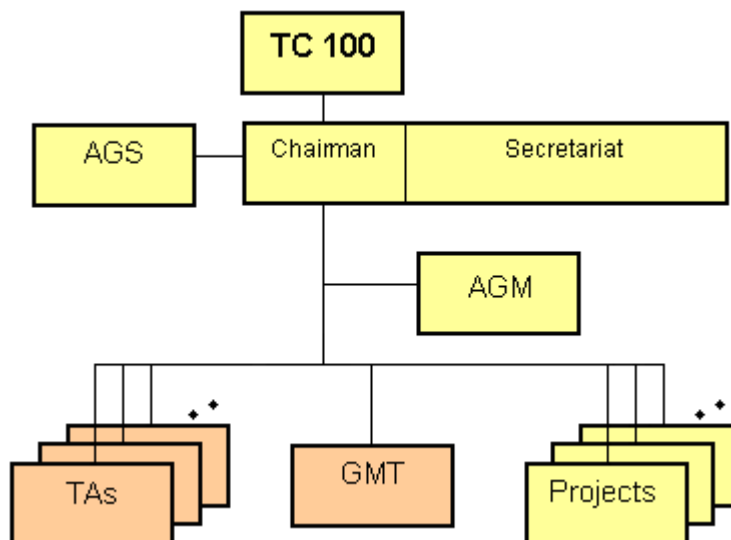 TC 100
AGS
Chairman
Secretariat
AGM
TAs
GMT
Projects